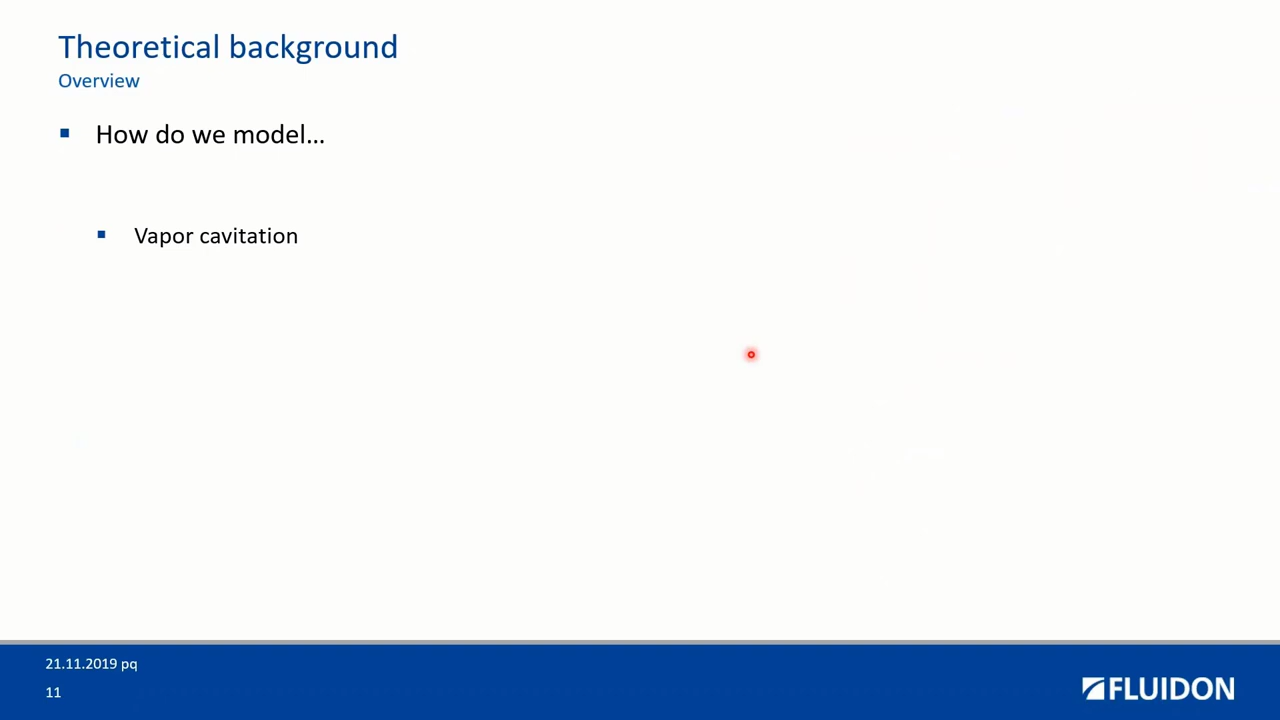 Theoretical background
Overview
How do we model...
Vapor cavitation
21.11.2019 pq
11
FLUIDON